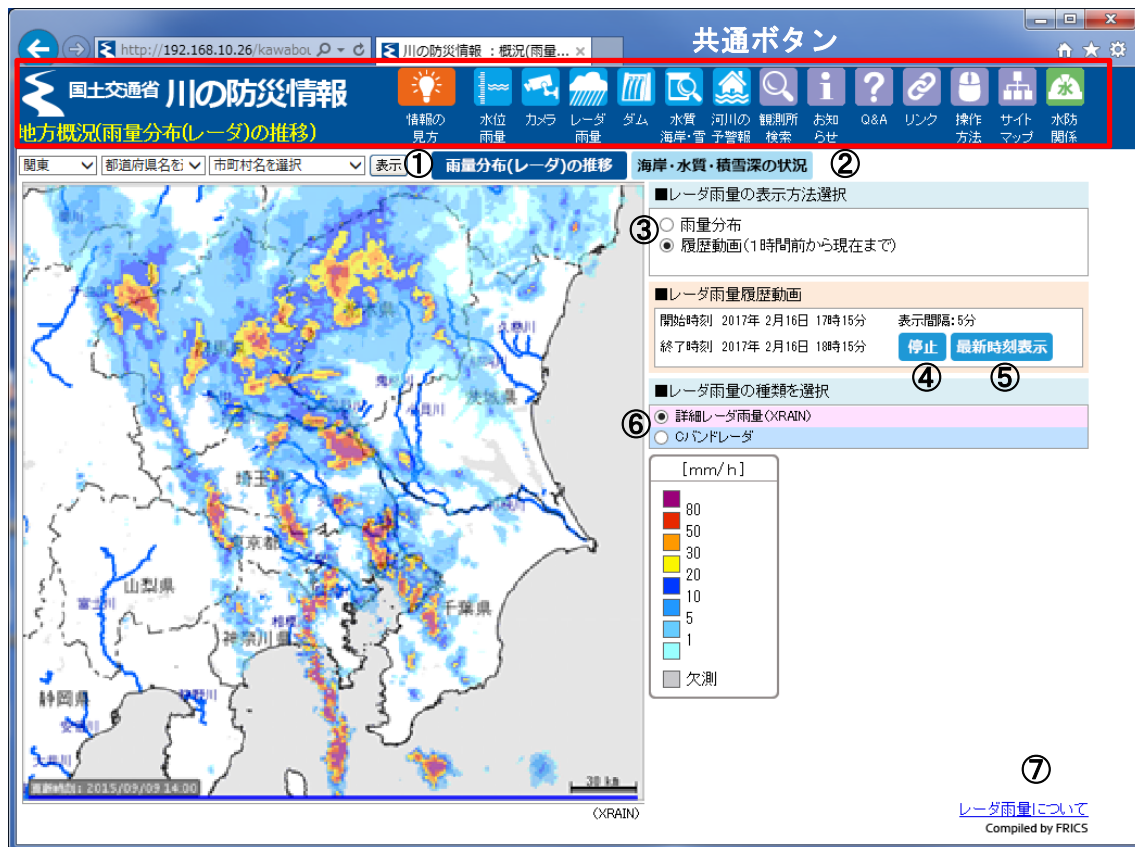 共通ボタン
http://192.168.10.26/kawabou
川の防災情報 ：概況(雨量...
国土交通省 川の防災情報
地方概況(雨量分布(レーダ)の推移)
情報の見方
水位雨量
カメラ
レーダ雨量
ダム
水質海岸・雪
河川の予警報
観測所検索
お知らせ
Q&A
リンク
操作方法
サイトマップ
水防関係
関東
都道府県名を
市町村名を選択
表示
①
雨量分布(レーダ)の推移
海岸・水質・積雪深の状況
②
■レーダ雨量の表示方法選択
③
雨量分布
履歴動画(1時間前から現在まで)
■レーダ雨量履歴動画
開始時刻 2017年 2月16日 17時15分 表示間隔:5分
終了時刻 2017年 2月16日 18時15分
停止
最新時刻表示
④
⑤
■レーダ雨量の種類を選択
⑥
詳細レーダ雨量(XRAIN)
Cバンドレーダ
[mm/h]
80
50
30
20
10
5
1
欠測
久慈川
鬼怒川
小貝川
茨城県
埼玉
東京都
山梨県
富士川
相模
神奈川県
千葉県
静岡県
30 km
更新時刻: 2015/09/09 14:00
(XRAIN)
⑦
レーダ雨量について
Compiled by FRICS